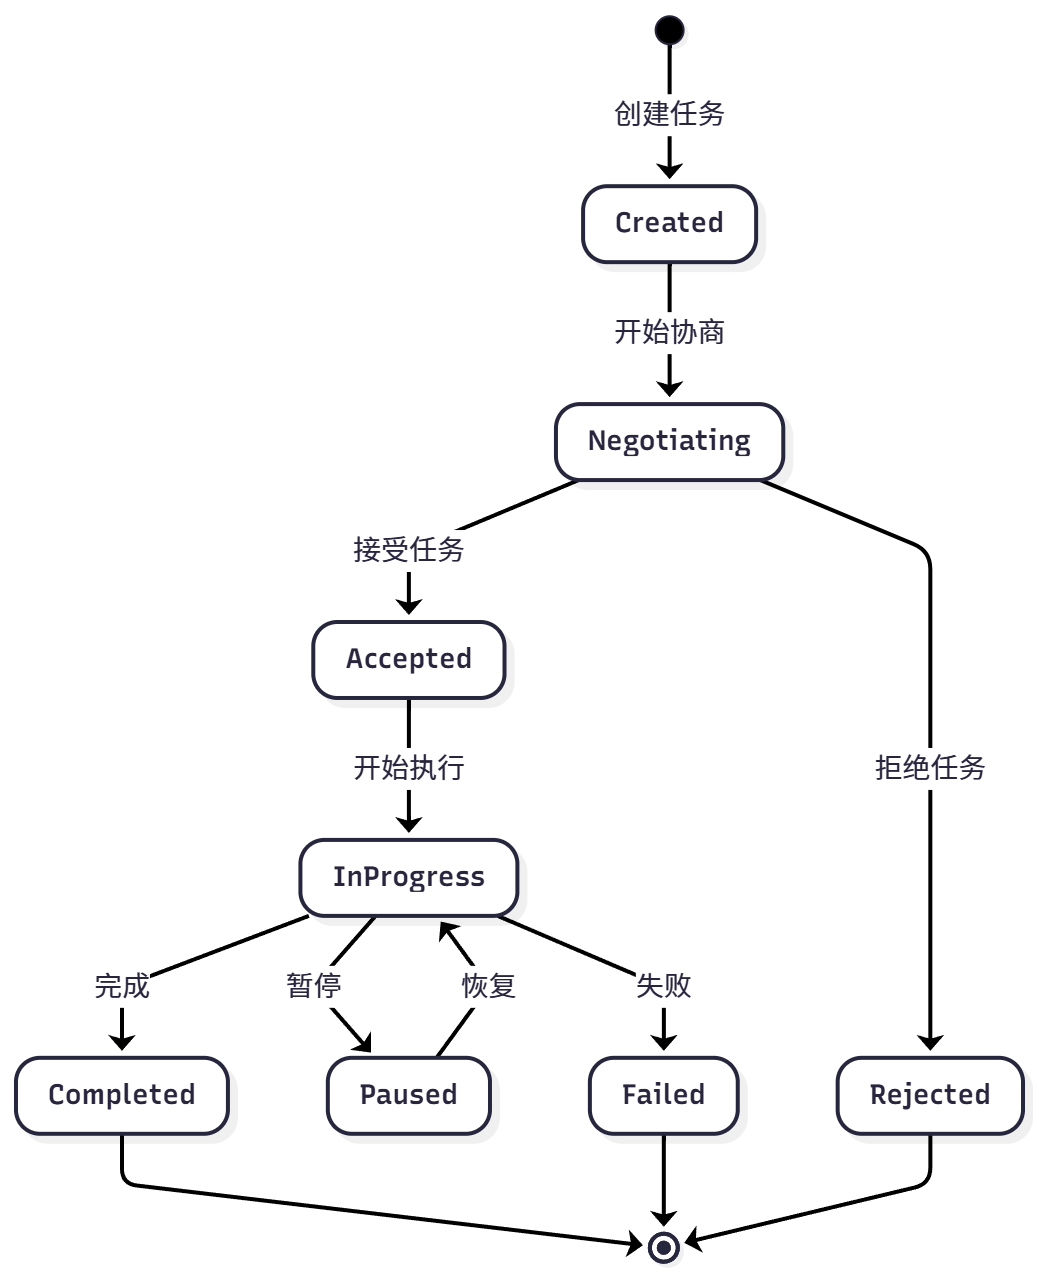 创建任务
Created
开始协商
Negotiating
接受任务
Accepted
开始执行
拒绝任务
InProgress
完成
暂停
恢复
失败
Completed
Paused
Failed
Rejected